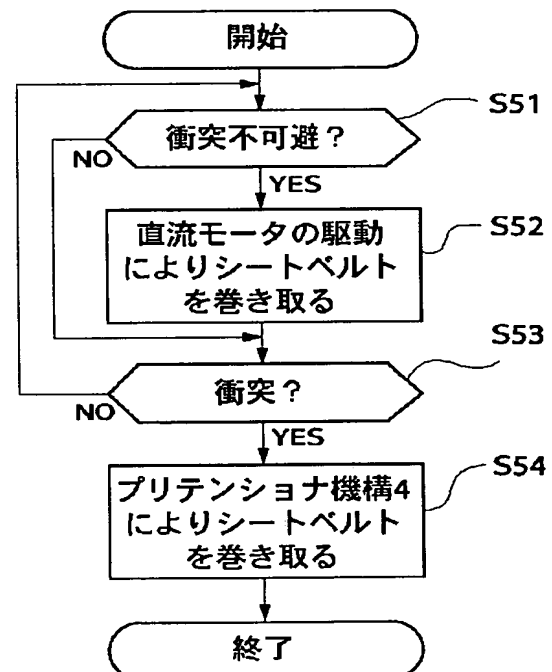 開始
S51
衝突不可避？
NO
YES
S52
直流モータの駆動
によりシートベルト
を巻き取る
S53
衝突？
NO
YES
S54
プリテンショナ機構4
によりシートベルト
を巻き取る
終了